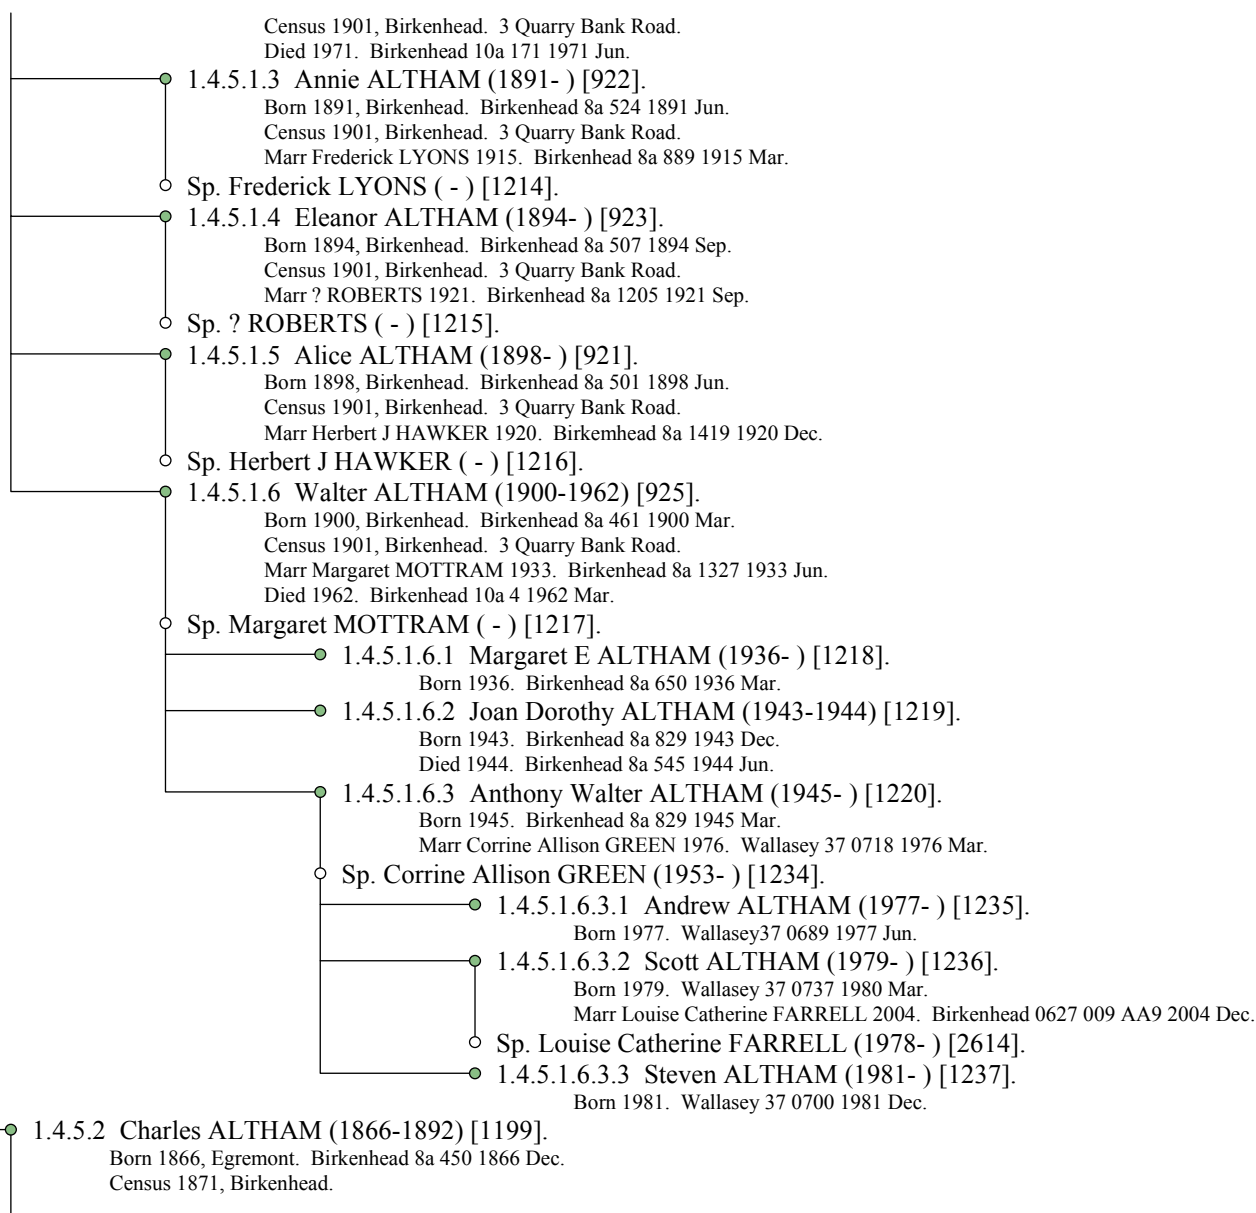 Census 1901, Birkenhead.  3 Quarry Bank Road.
Died 1971.  Birkenhead 10a 171 1971 Jun.
1.4.5.1.3  Annie ALTHAM (1891- ) [922].
Born 1891, Birkenhead.  Birkenhead 8a 524 1891 Jun.
Census 1901, Birkenhead.  3 Quarry Bank Road.
Marr Frederick LYONS 1915.  Birkenhead 8a 889 1915 Mar.
Sp. Frederick LYONS ( - ) [1214].
1.4.5.1.4  Eleanor ALTHAM (1894- ) [923].
Born 1894, Birkenhead.  Birkenhead 8a 507 1894 Sep.
Census 1901, Birkenhead.  3 Quarry Bank Road.
Marr ? ROBERTS 1921.  Birkenhead 8a 1205 1921 Sep.
Sp. ? ROBERTS ( - ) [1215].
1.4.5.1.5  Alice ALTHAM (1898- ) [921].
Born 1898, Birkenhead.  Birkenhead 8a 501 1898 Jun.
Census 1901, Birkenhead.  3 Quarry Bank Road.
Marr Herbert J HAWKER 1920.  Birkemhead 8a 1419 1920 Dec.
Sp. Herbert J HAWKER ( - ) [1216].
1.4.5.1.6  Walter ALTHAM (1900-1962) [925].
Born 1900, Birkenhead.  Birkenhead 8a 461 1900 Mar.
Census 1901, Birkenhead.  3 Quarry Bank Road.
Marr Margaret MOTTRAM 1933.  Birkenhead 8a 1327 1933 Jun.
Died 1962.  Birkenhead 10a 4 1962 Mar.
Sp. Margaret MOTTRAM ( - ) [1217].
1.4.5.1.6.1  Margaret E ALTHAM (1936- ) [1218].
Born 1936.  Birkenhead 8a 650 1936 Mar.
1.4.5.1.6.2  Joan Dorothy ALTHAM (1943-1944) [1219].
Born 1943.  Birkenhead 8a 829 1943 Dec.
Died 1944.  Birkenhead 8a 545 1944 Jun.
1.4.5.1.6.3  Anthony Walter ALTHAM (1945- ) [1220].
Born 1945.  Birkenhead 8a 829 1945 Mar.
Marr Corrine Allison GREEN 1976.  Wallasey 37 0718 1976 Mar.
Sp. Corrine Allison GREEN (1953- ) [1234].
1.4.5.1.6.3.1  Andrew ALTHAM (1977- ) [1235].
Born 1977.  Wallasey37 0689 1977 Jun.
1.4.5.1.6.3.2  Scott ALTHAM (1979- ) [1236].
Born 1979.  Wallasey 37 0737 1980 Mar.
Marr Louise Catherine FARRELL 2004.  Birkenhead 0627 009 AA9 2004 Dec.
Sp. Louise Catherine FARRELL (1978- ) [2614].
1.4.5.1.6.3.3  Steven ALTHAM (1981- ) [1237].
Born 1981.  Wallasey 37 0700 1981 Dec.
1.4.5.2  Charles ALTHAM (1866-1892) [1199].
Born 1866, Egremont.  Birkenhead 8a 450 1866 Dec.
Census 1871, Birkenhead.